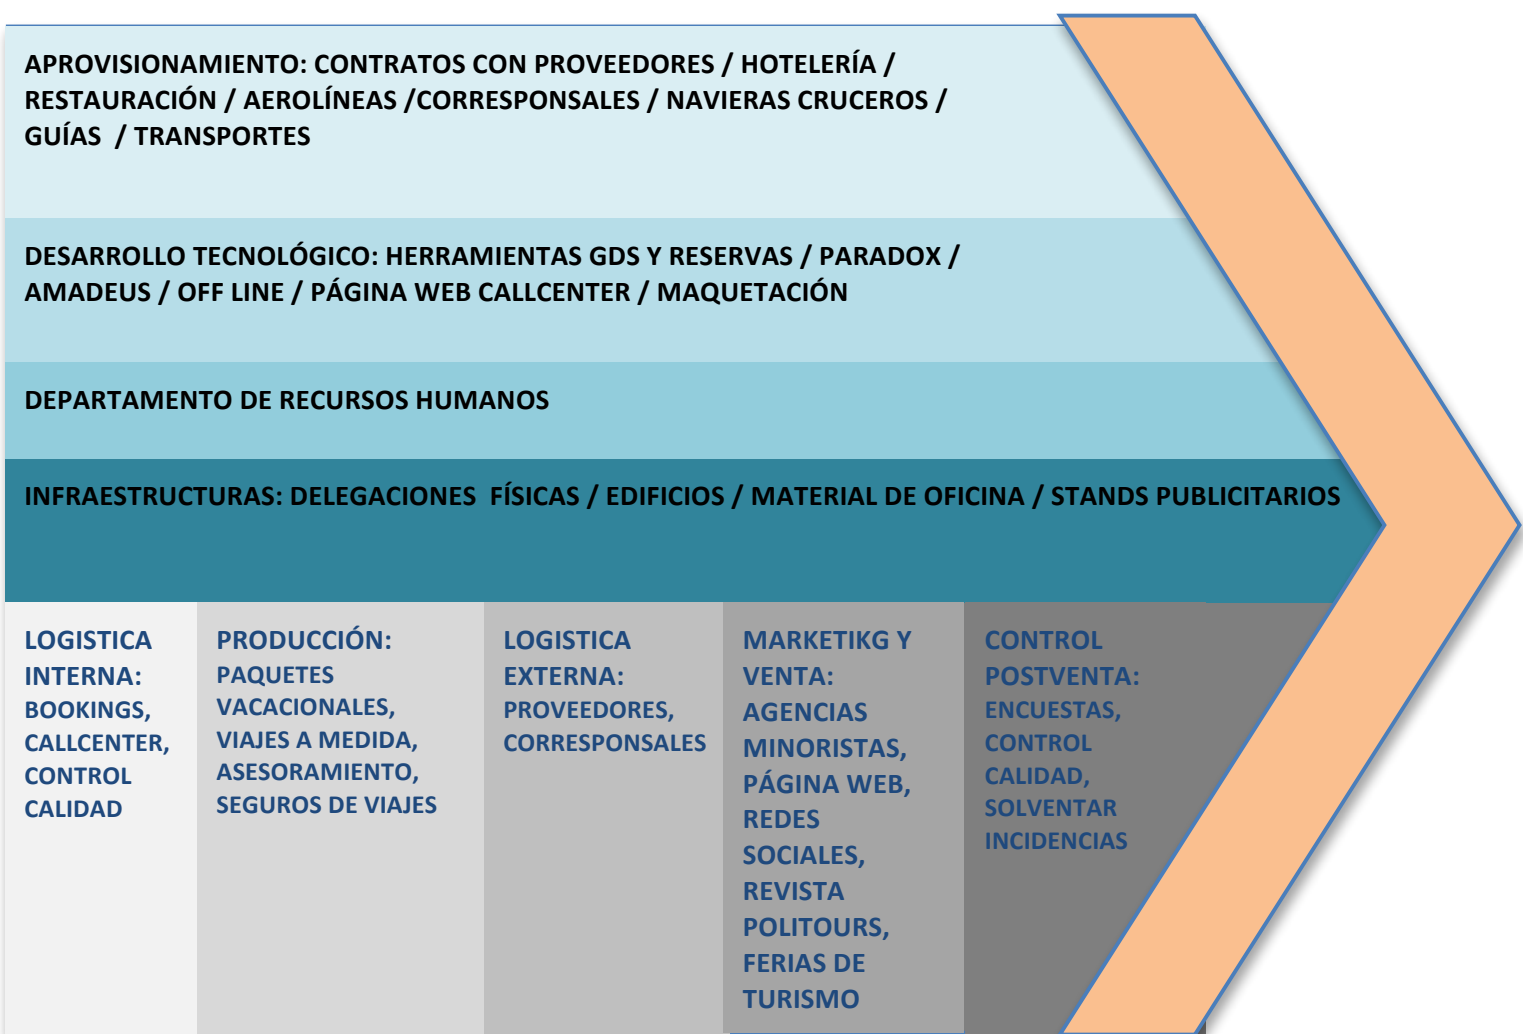 APROVISIONAMIENTO: CONTRATOS CON PROVEEDORES / HOTELERÍA /
RESTAURACIÓN / AEROLÍNEAS /CORRESPONSALES / NAVIERAS CRUCEROS /
GUÍAS / TRANSPORTES
DESARROLLO TECNOLÓGICO: HERRAMIENTAS GDS Y RESERVAS / PARADOX /
AMADEUS / OFF LINE / PÁGINA WEB CALLCENTER / MAQUETACIÓN
DEPARTAMENTO DE RECURSOS HUMANOS
INFRAESTRUCTURAS: DELEGACIONES FÍSICAS / EDIFICIOS / MATERIAL DE OFICINA / STANDS PUBLICITARIOS
LOGISTICA
INTERNA:
BOOKINGS,
CALLCENTER,
CONTROL
CALIDAD
PRODUCCIÓN:
PAQUETES
VACACIONALES,
VIAJES A MEDIDA,
ASESORAMIENTO,
SEGUROS DE VIAJES
LOGISTICA
EXTERNA:
PROVEEDORES,
CORRESPONSALES
MARKETIKG Y
VENTA:
AGENCIAS
MINORISTAS,
PÁGINA WEB,
REDES
SOCIALES,
REVISTA
POLITOURS,
FERIAS DE
TURISMO
CONTROL
POSTVENTA:
ENCUESTAS,
CONTROL
CALIDAD,
SOLVENTAR
INCIDENCIAS